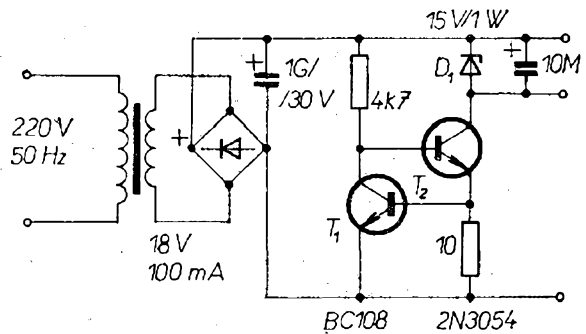 220 V
50 Hz
18 V
100 mA
+
+
1G/
/30 V
4k7
15 V/1 W
D1
+
10M
T1
T2
10
BC108
2N3054